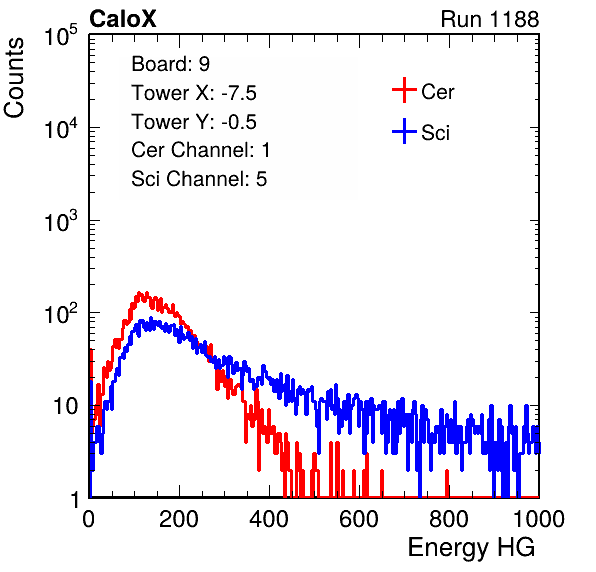 CaloX Run 1188
Counts
10^5
10^4
10^3
10^2
10
1
Board: 9
Tower X: -7.5
Tower Y: -0.5
Cer Channel: 1
Sci Channel: 5
Cer
Sci
0 200 400 600 800 1000
Energy HG